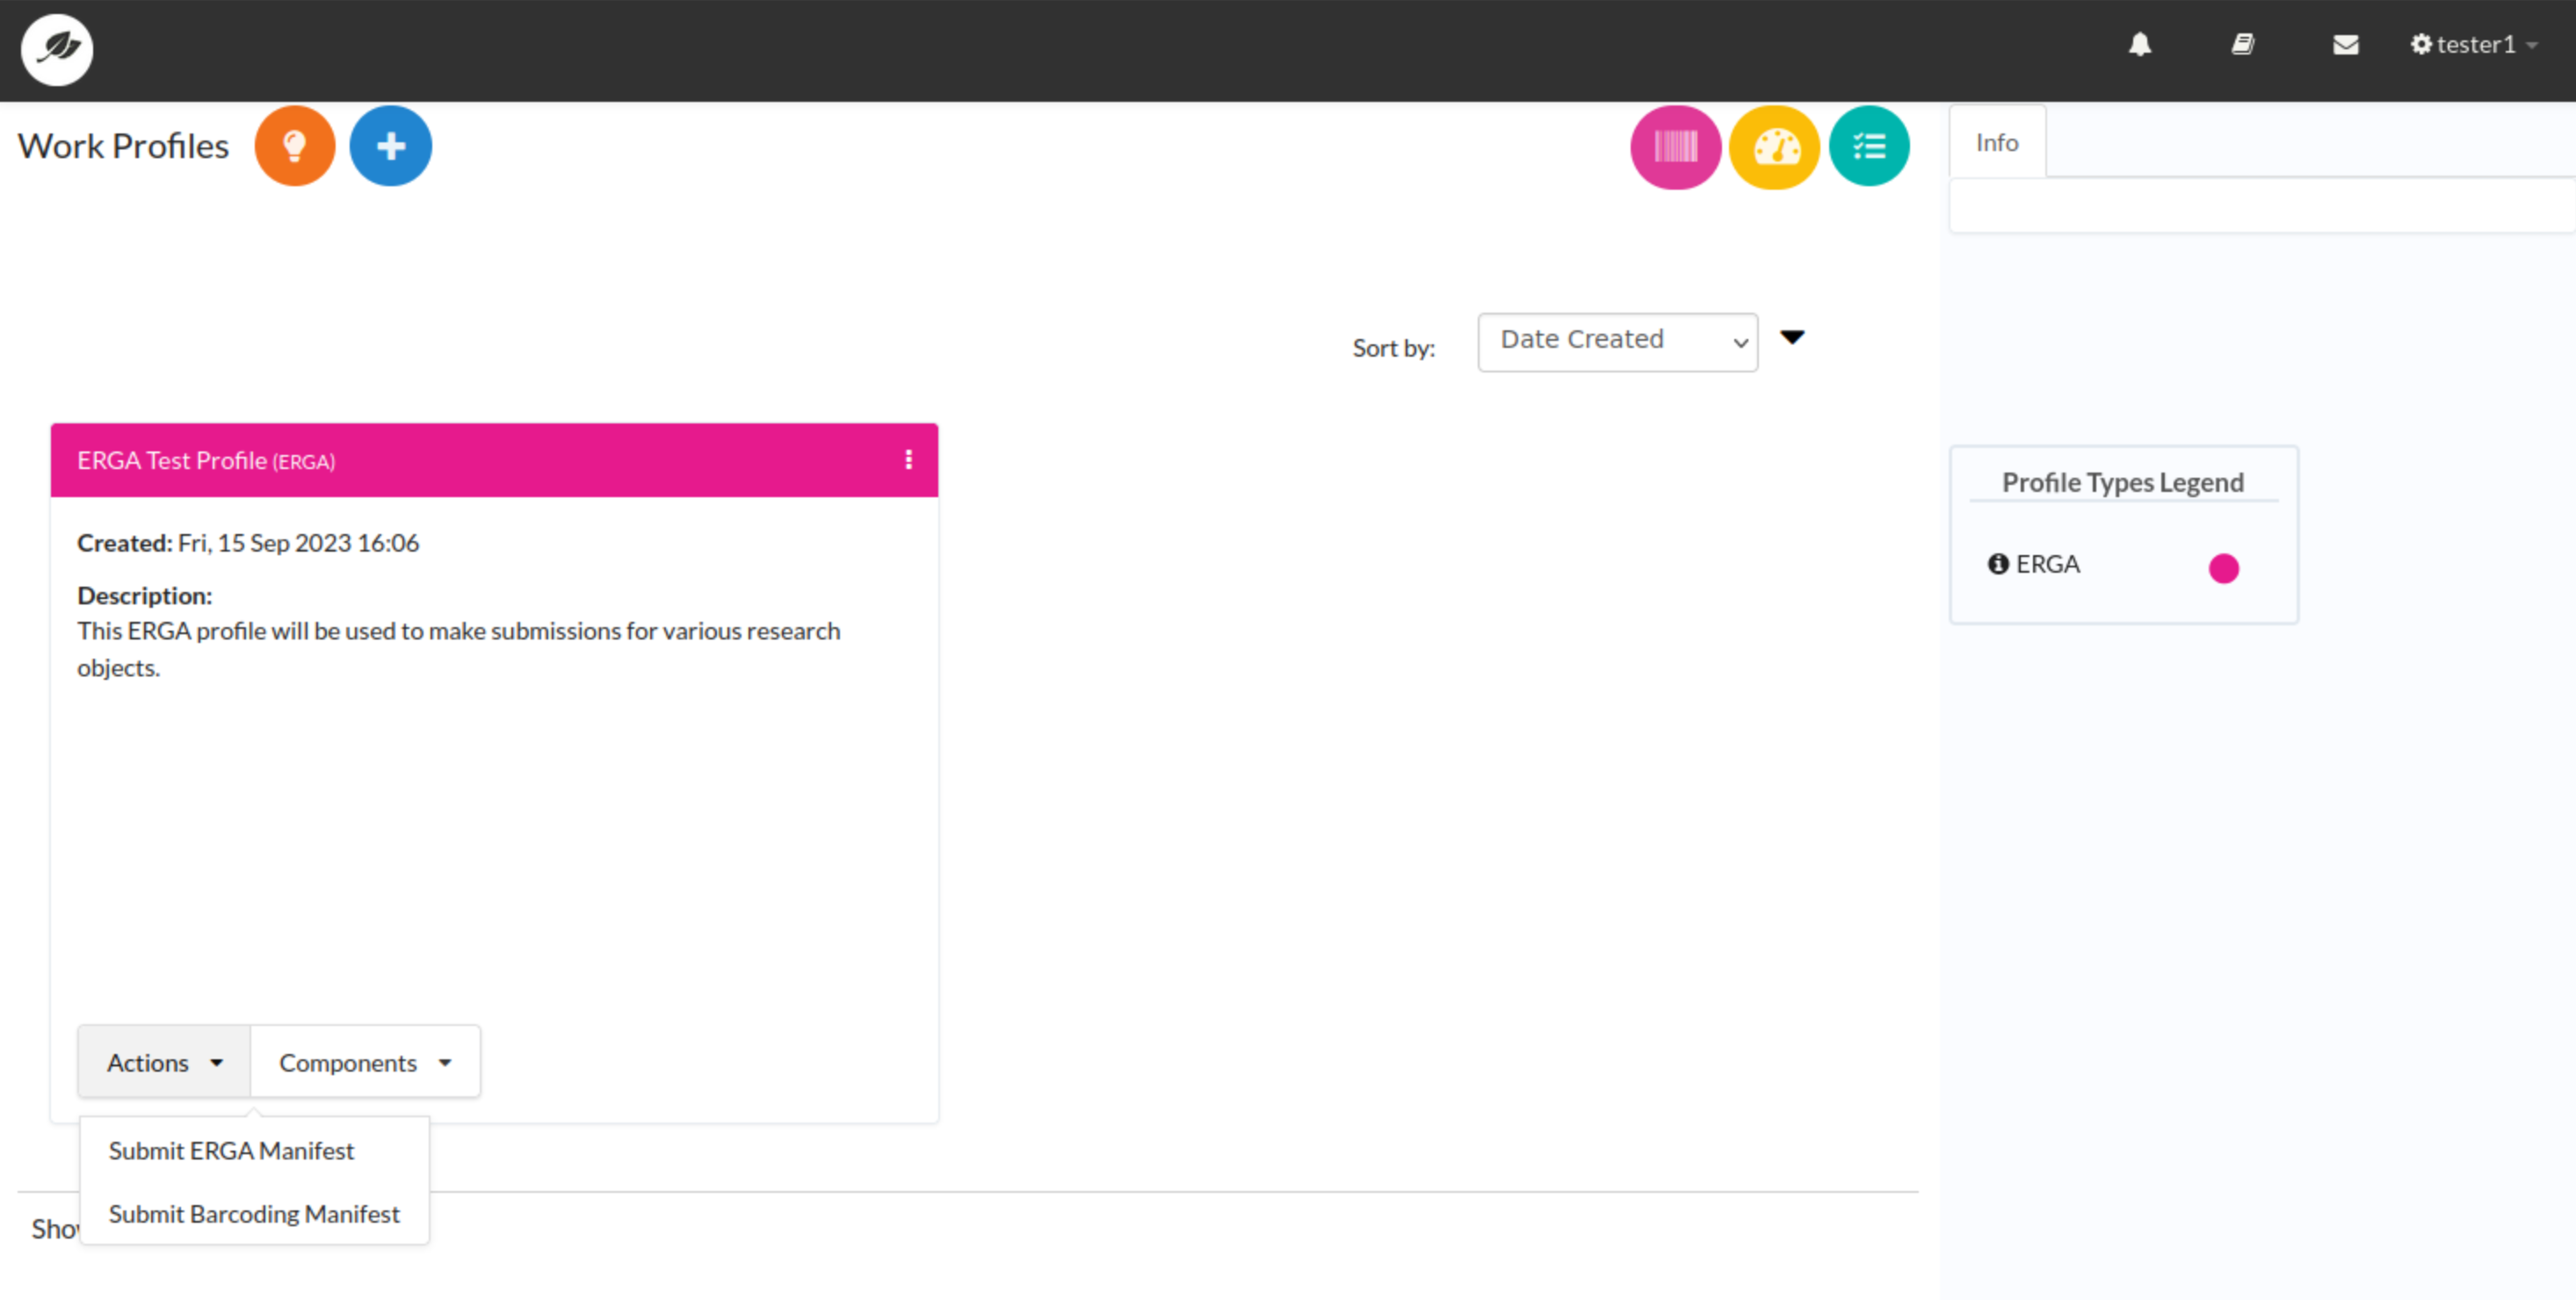 tester1
Work Profiles
Info
Sort by:
Date Created
ERGA Test Profile (ERGA)
Created: Fri, 15 Sep 2023 16:06
Description:
This ERGA profile will be used to make submissions for various research
objects.
Profile Types Legend
ERGA
Actions
Components
Submit ERGA Manifest
Submit Barcoding Manifest